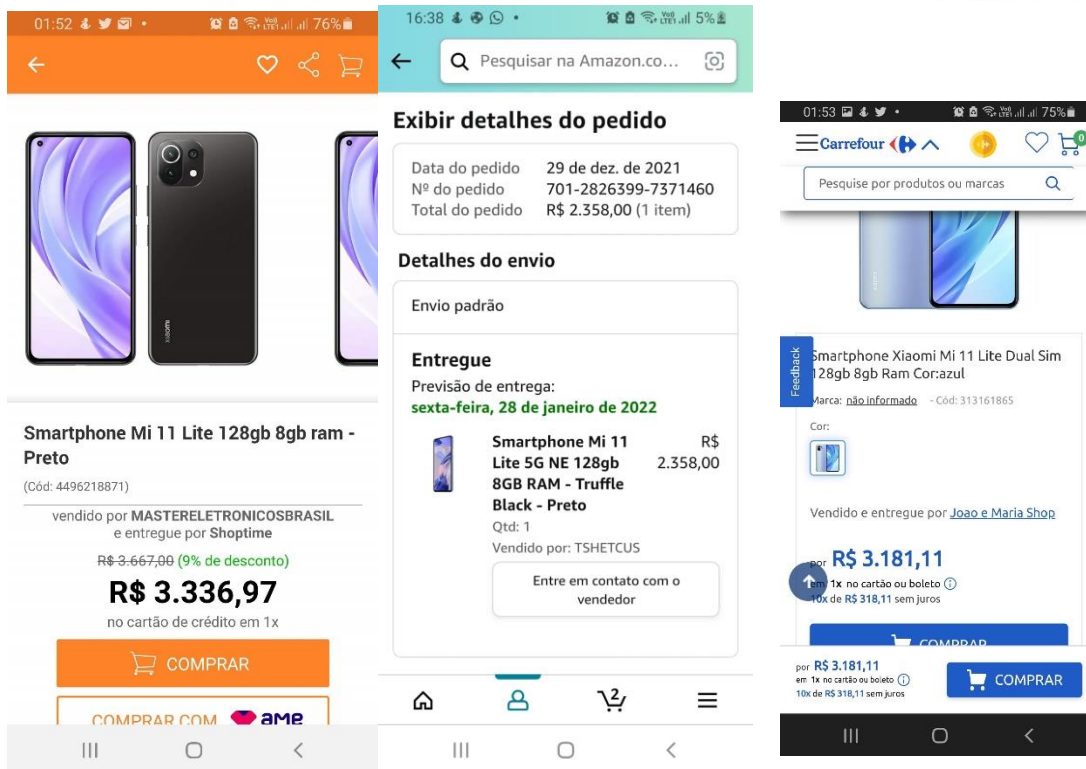 01:52
76%
Smartphone Mi 11 Lite 128gb 8gb ram -
Preto
(Cód: 4496218871)
vendido por MASTERELETRONICOSBRASIL
e entregue por Shoptime
R$ 3.667,00 (9% de desconto)
R$ 3.336,97
no cartão de crédito em 1x
COMPRAR
COMPRAR COM ame
16:38
5%
Pesquisar na Amazon.co...
Exibir detalhes do pedido
Data do pedido 29 de dez. de 2021
Nº do pedido 701-2826399-7371460
Total do pedido R$ 2.358,00 (1 item)
Detalhes do envio
Envio padrão
Entregue
Previsão de entrega:
sexta-feira, 28 de janeiro de 2022
Smartphone Mi 11 R$
Lite 5G NE 128gb 2.358,00
8GB RAM - Truffle
Black - Preto
Qtd: 1
Vendido por: TSHETCUS
Entre em contato com o
vendedor
2
01:53
75%
Carrefour
0
Pesquise por produtos ou marcas
Feedback
Smartphone Xiaomi Mi 11 Lite Dual Sim
128gb 8gb Ram Cor:azul
Marca: não informado - Cód: 313161865
Cor:
Vendido e entregue por Joao e Maria Shop
por R$ 3.181,11
em 1x no cartão ou boleto
10x de R$ 318,11 sem juros
COMPRAR
por R$ 3.181,11
em 1x no cartão ou boleto
10x de R$ 318,11 sem juros
COMPRAR